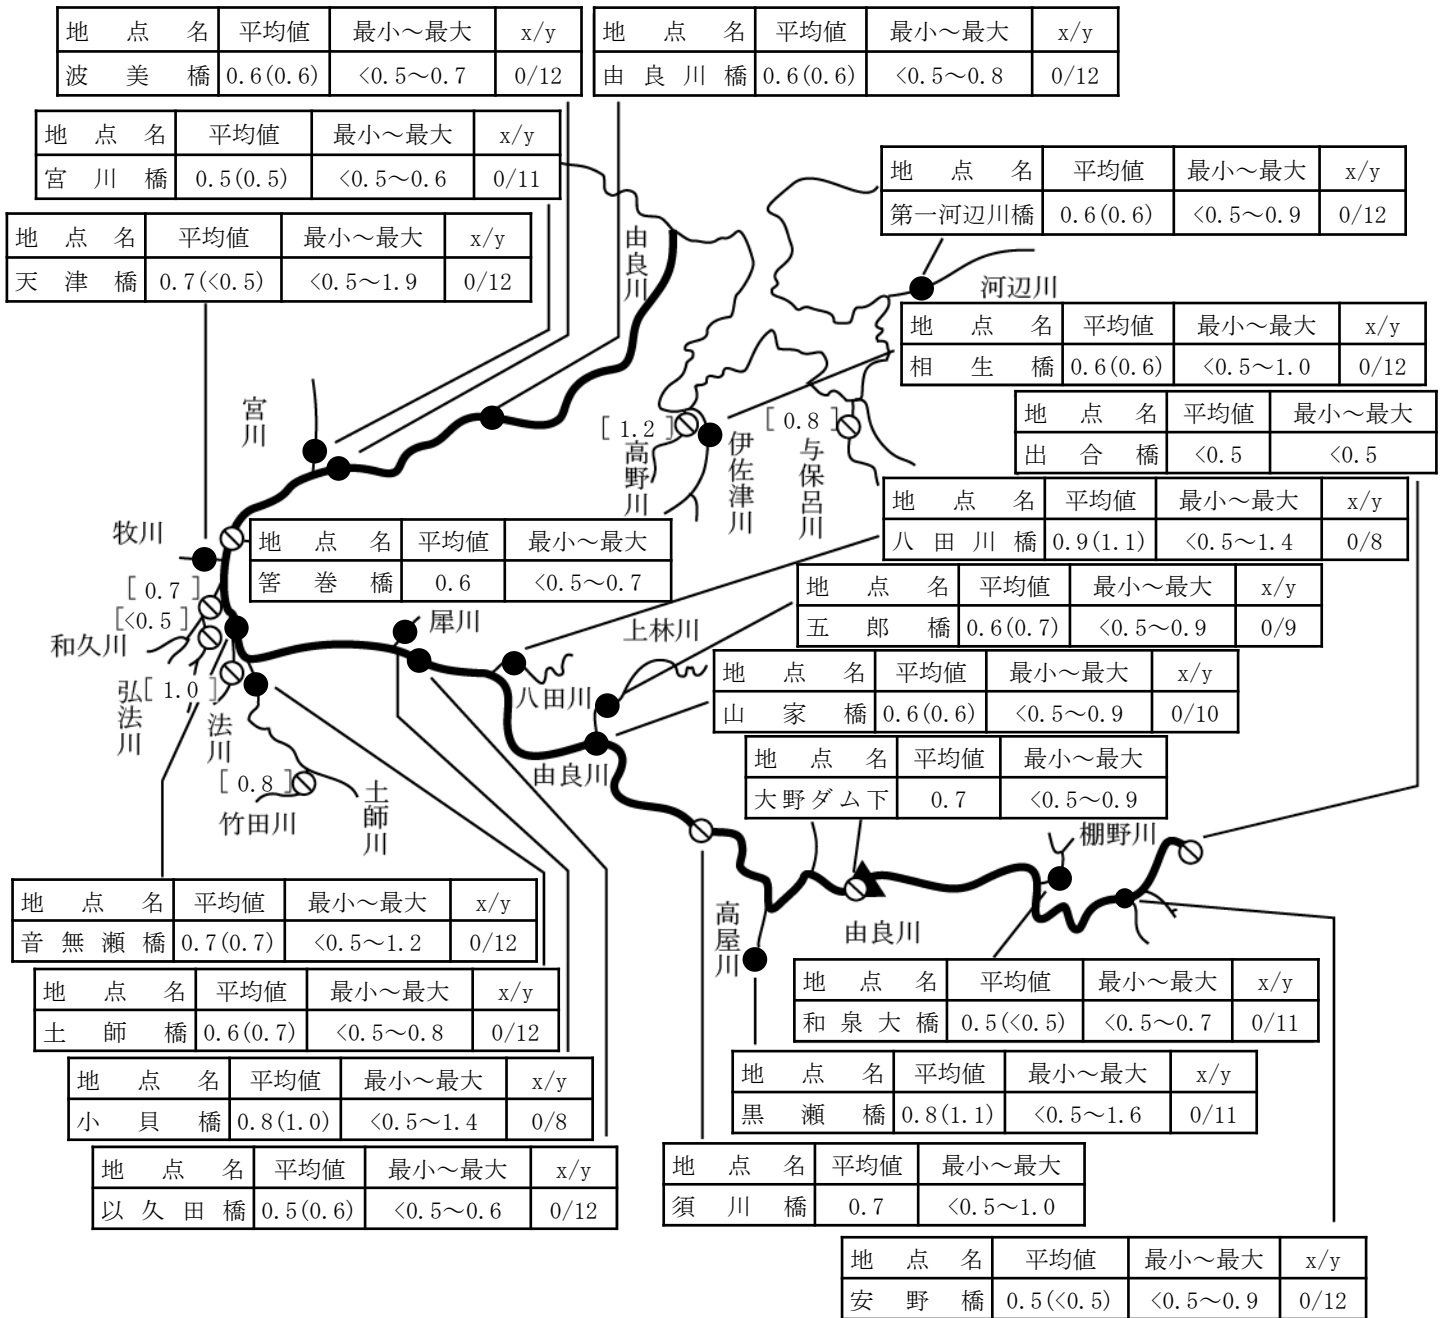 地点名 平均値 最小～最大 x/y
波美橋 0.6(0.6) <0.5～0.7 0/12
地点名 平均値 最小～最大 x/y
由良川橋 0.6(0.6) <0.5～0.8 0/12
地点名 平均値 最小～最大 x/y
宮川橋 0.5(0.5) <0.5～0.6 0/11
地点名 平均値 最小～最大 x/y
第一河辺川橋 0.6(0.6) <0.5～0.9 0/12
地点名 平均値 最小～最大 x/y
天津橋 0.7(<0.5) <0.5～1.9 0/12
由良川
河辺川
地点名 平均値 最小～最大 x/y
相生橋 0.6(0.6) <0.5～1.0 0/12
宮川
[1.2]
高野川
伊佐津川
[0.8]
与保呂川
地点名 平均値 最小～最大
出合橋 <0.5 <0.5
地点名 平均値 最小～最大 x/y
八田川橋 0.9(1.1) <0.5～1.4 0/8
牧川
地点名 平均値 最小～最大
筈巻橋 0.6 <0.5～0.7
[0.7]
[<0.5]
和久川
犀川
上林川
地点名 平均値 最小～最大 x/y
五郎橋 0.6(0.7) <0.5～0.9 0/9
弘法川
[1.0]
法川
八田川
地点名 平均値 最小～最大 x/y
山家橋 0.6(0.6) <0.5～0.9 0/10
由良川
[0.8]
竹田川
土師川
地点名 平均値 最小～最大
大野ダム下 0.7 <0.5～0.9
棚野川
地点名 平均値 最小～最大 x/y
音無瀬橋 0.7(0.7) <0.5～1.2 0/12
高屋川
由良川
地点名 平均値 最小～最大 x/y
土師橋 0.6(0.7) <0.5～0.8 0/12
地点名 平均値 最小～最大 x/y
和泉大橋 0.5(<0.5) <0.5～0.7 0/11
地点名 平均値 最小～最大 x/y
小貝橋 0.8(1.0) <0.5～1.4 0/8
地点名 平均値 最小～最大 x/y
黒瀬橋 0.8(1.1) <0.5～1.6 0/11
地点名 平均値 最小～最大 x/y
以久田橋 0.5(0.6) <0.5～0.6 0/12
地点名 平均値 最小～最大
須川橋 0.7 <0.5～1.0
地点名 平均値 最小～最大 x/y
安野橋 0.5(<0.5) <0.5～0.9 0/12